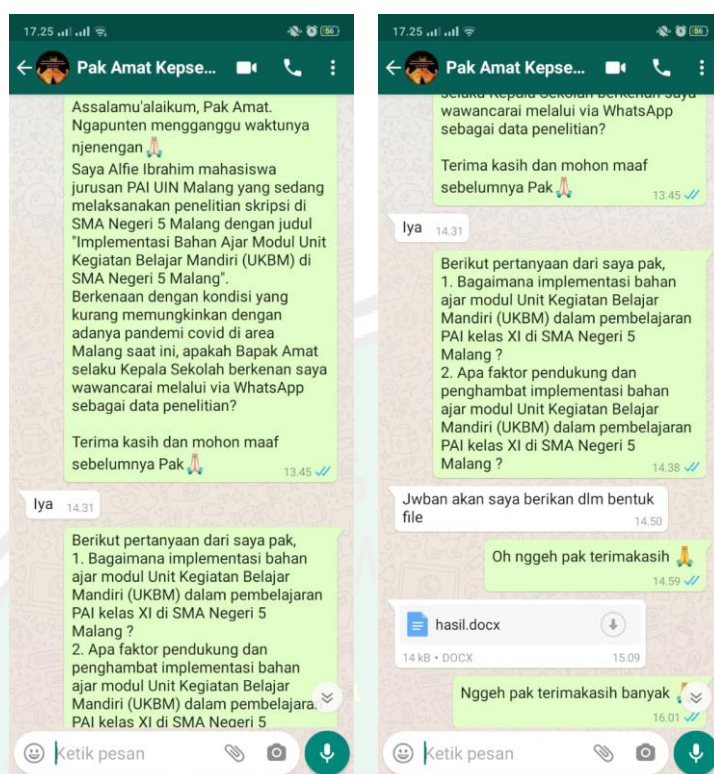 17.25
56
Pak Amat Kepse...
Assalamu'alaikum, Pak Amat.
Ngapunten mengganggu waktunya
njenengan 🙏
Saya Alfie Ibrahim mahasiswa
jurusan PAI UIN Malang yang sedang
melaksanakan penelitian skripsi di
SMA Negeri 5 Malang dengan judul
"Implementasi Bahan Ajar Modul Unit
Kegiatan Belajar Mandiri (UKBM) di
SMA Negeri 5 Malang".
Berkenaan dengan kondisi yang
kurang memungkinkan dengan
adanya pandemi covid di area
Malang saat ini, apakah Bapak Amat
selaku Kepala Sekolah berkenan saya
wawancarai melalui via WhatsApp
sebagai data penelitian?
Terima kasih dan mohon maaf
sebelumnya Pak 🙏
13.45
Iya 14.31
Berikut pertanyaan dari saya pak,
1. Bagaimana implementasi bahan
ajar modul Unit Kegiatan Belajar
Mandiri (UKBM) dalam pembelajaran
PAI kelas XI di SMA Negeri 5
Malang ?
2. Apa faktor pendukung dan
penghambat implementasi bahan
ajar modul Unit Kegiatan Belajar
Mandiri (UKBM) dalam pembelajara
PAI kelas XI di SMA Negeri 5
Ketik pesan
17.25
56
Pak Amat Kepse...
selaku Kepala Sekolah berkenan saya
wawancarai melalui via WhatsApp
sebagai data penelitian?
Terima kasih dan mohon maaf
sebelumnya Pak 🙏
13.45
Iya 14.31
Berikut pertanyaan dari saya pak,
1. Bagaimana implementasi bahan
ajar modul Unit Kegiatan Belajar
Mandiri (UKBM) dalam pembelajaran
PAI kelas XI di SMA Negeri 5
Malang ?
2. Apa faktor pendukung dan
penghambat implementasi bahan
ajar modul Unit Kegiatan Belajar
Mandiri (UKBM) dalam pembelajaran
PAI kelas XI di SMA Negeri 5
Malang ?
14.38
Jwban akan saya berikan dlm bentuk
file
14.50
Oh nggeh pak terimakasih 🙏
14.59
hasil.docx
14 kB • DOCX 15.09
Nggeh pak terimakasih banyak
16.01
Ketik pesan